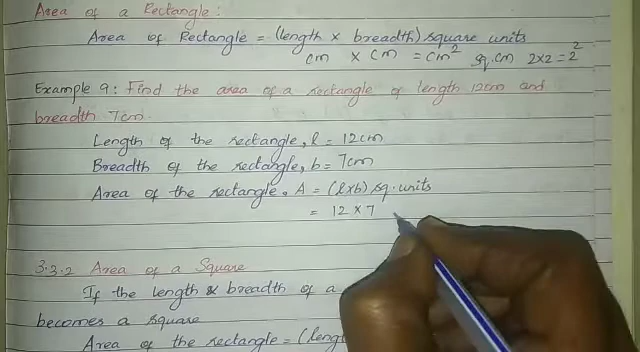 Area of a Rectangle:
Area of Rectangle = (length x breadth) square units
cm x cm = cm² sq.cm 2x2=2²
Example 9: Find the area of a rectangle of length 12cm and
breadth 7cm.
Length of the rectangle, l = 12cm
Breadth of the rectangle, b = 7cm
Area of the rectangle, A = (l x b) sq.units
= 12 x 7
3.3.2 Area of a Square
If the length & breadth of a
becomes a square
Area of the rectangle = (leng